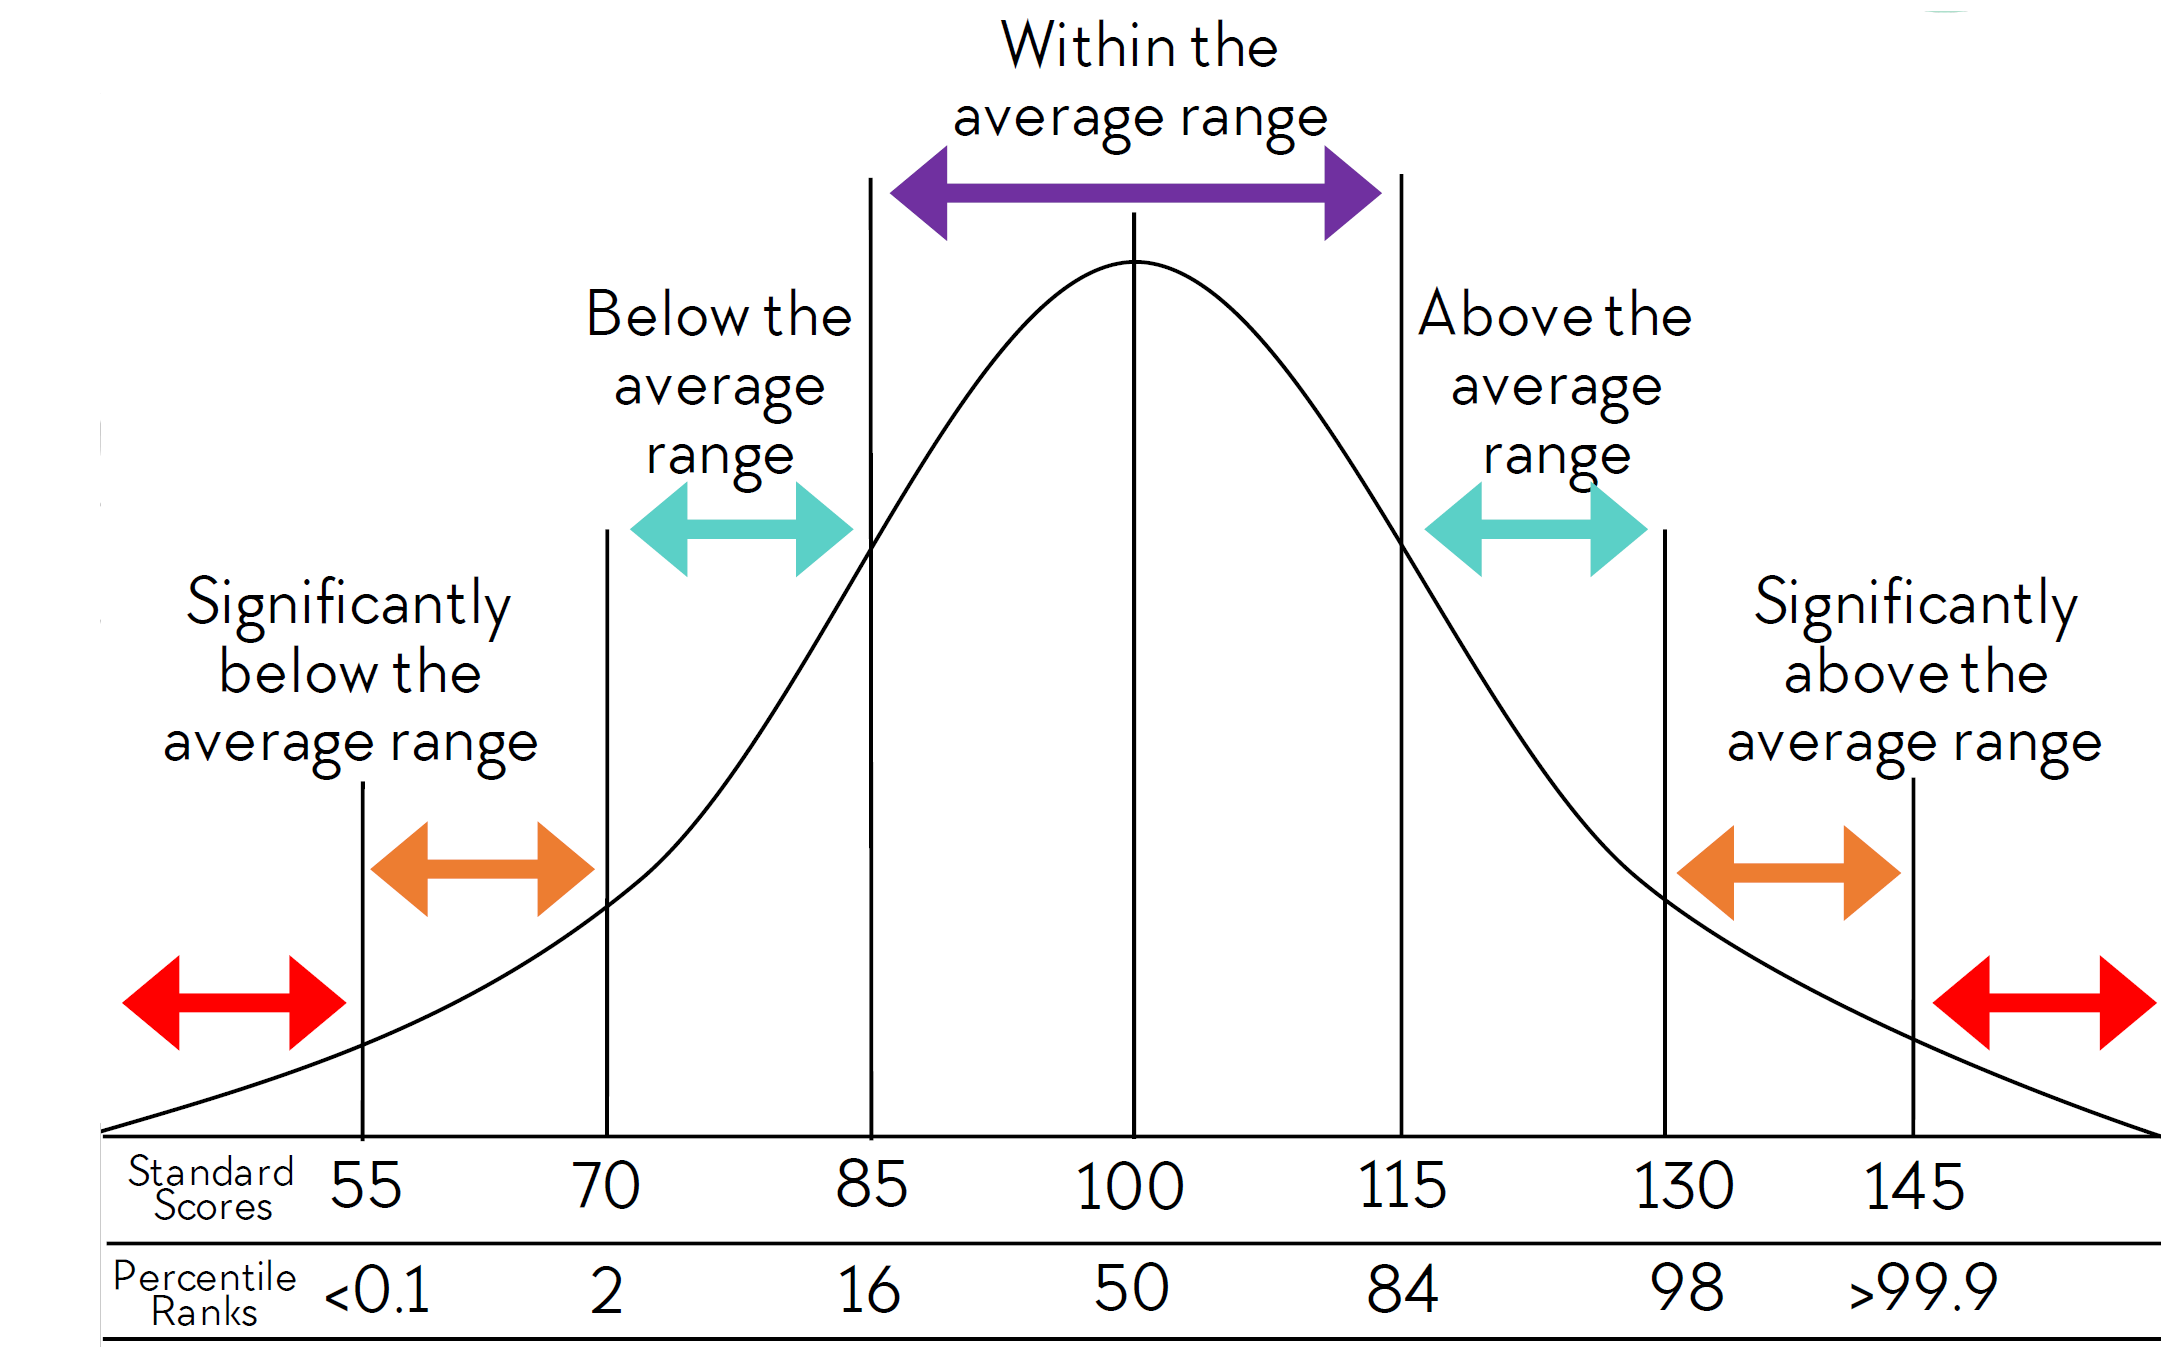 Within the
average range
Below the
average
range
Above the
average
range
Significantly
below the
average range
Significantly
above the
average range
Standard
Scores
55 70 85 100 115 130 145
Percentile
Ranks
<0.1 2 16 50 84 98 >99.9